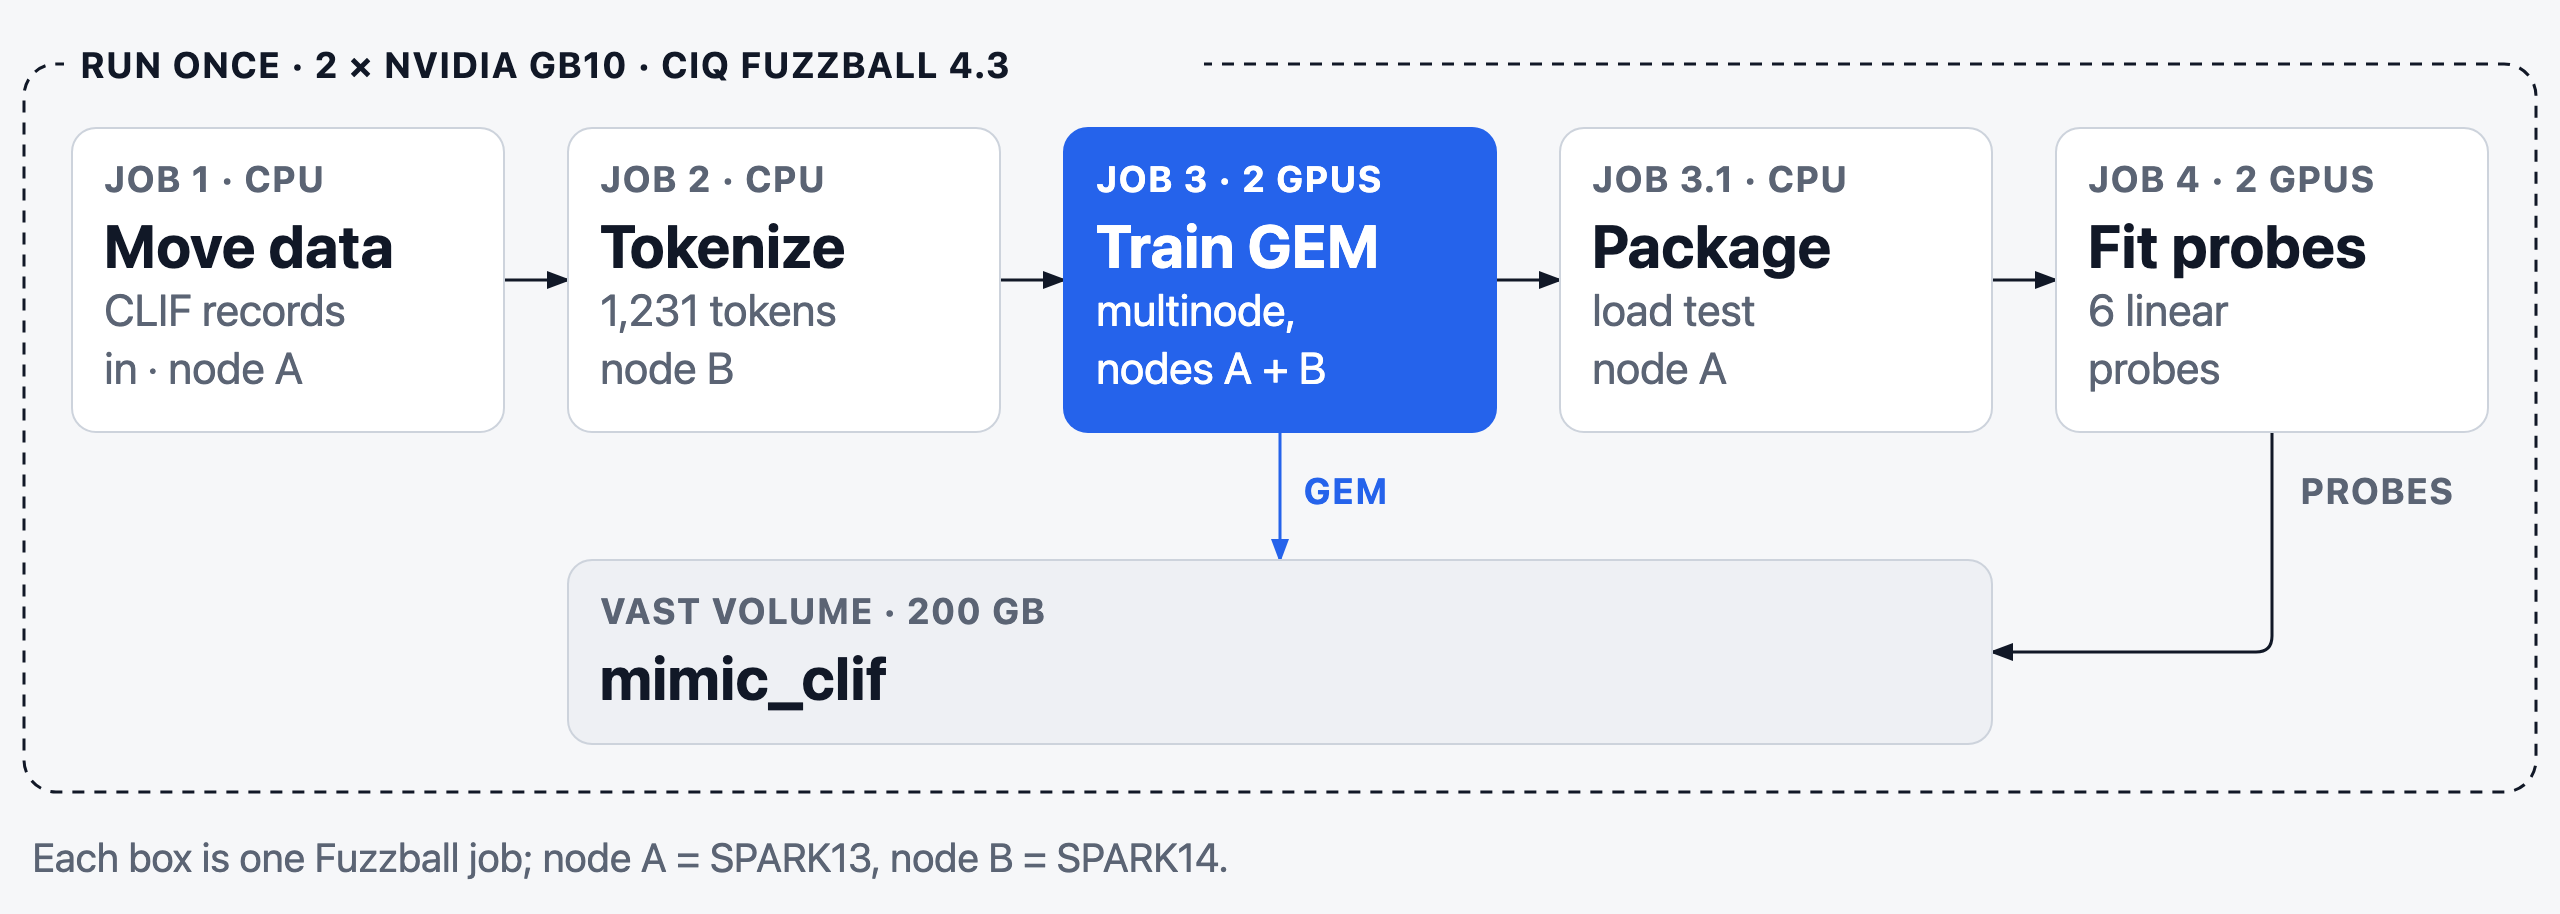 RUN ONCE · 2 × NVIDIA GB10 · CIQ FUZZBALL 4.3
JOB 1 · CPU
Move data
CLIF records
in · node A
JOB 2 · CPU
Tokenize
1,231 tokens
node B
JOB 3 · 2 GPUS
Train GEM
multinode,
nodes A + B
JOB 3.1 · CPU
Package
load test
node A
JOB 4 · 2 GPUS
Fit probes
6 linear
probes
GEM
PROBES
VAST VOLUME · 200 GB
mimic_clif
Each box is one Fuzzball job; node A = SPARK13, node B = SPARK14.